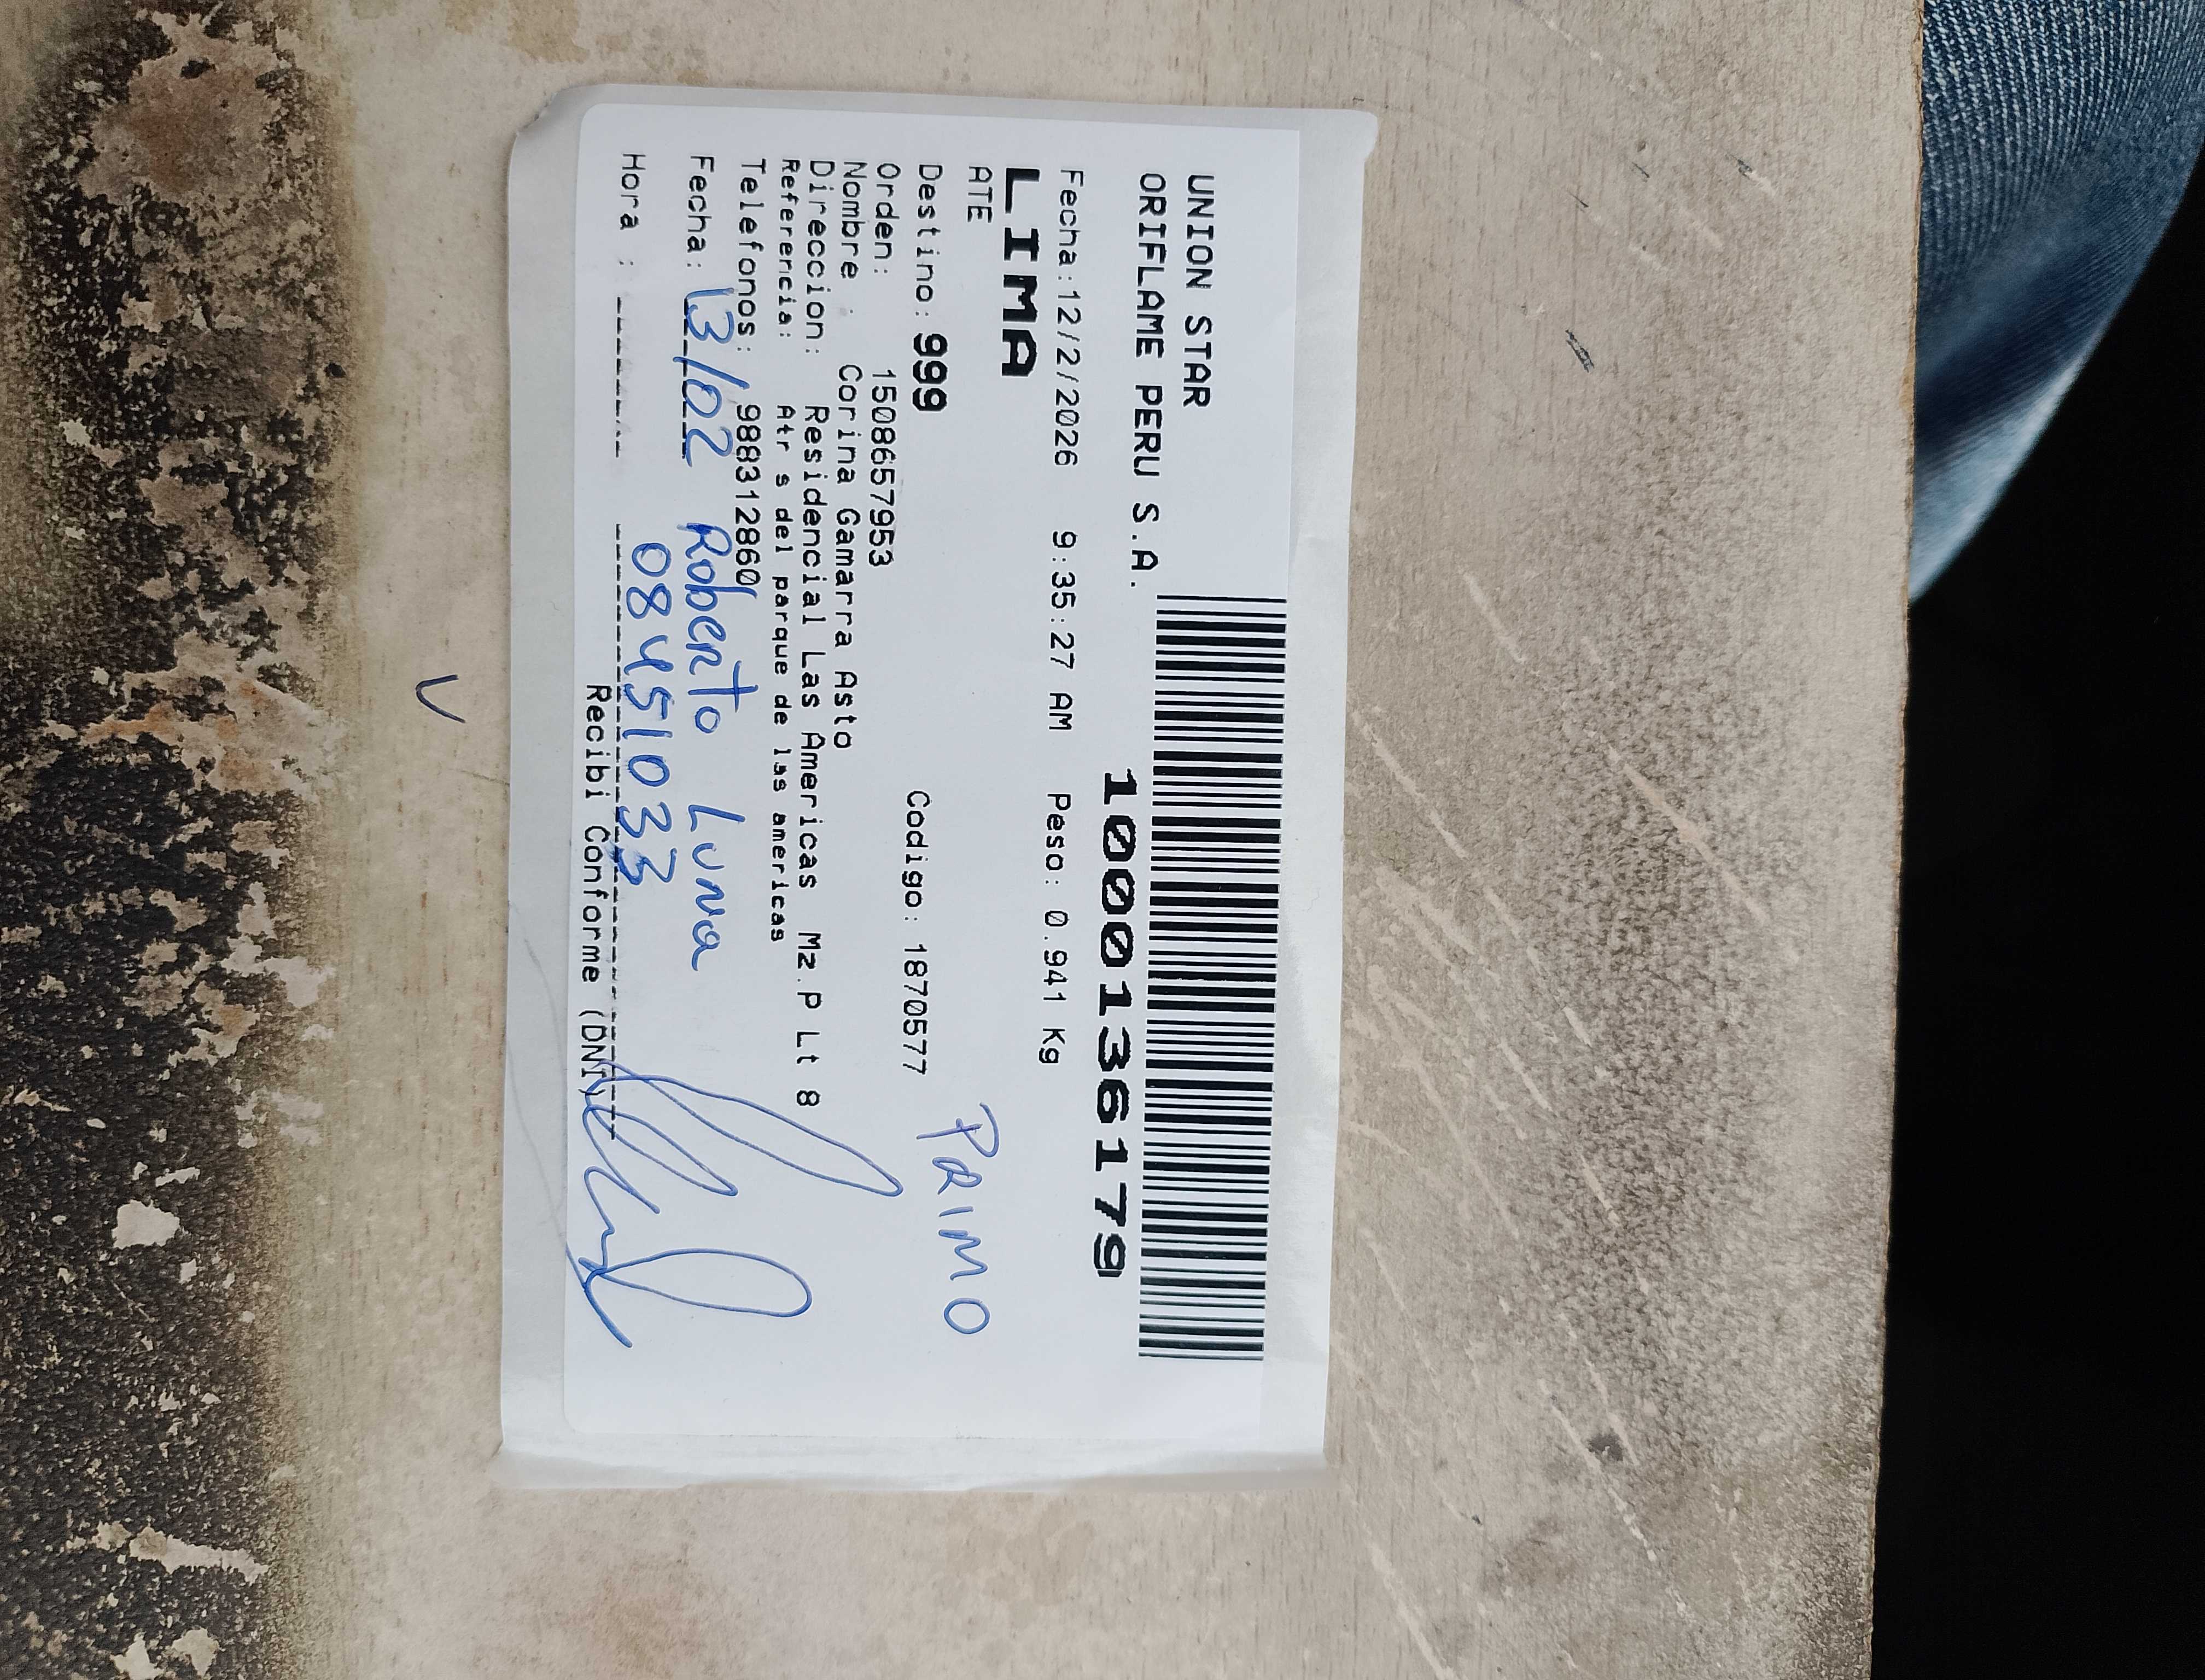 UNION STAR
ORIFLAME PERU S.A.
10000136179
Fecha:12/2/2026 9:35:27 AM Peso: 0.941 Kg
LIMA
ATE
PRIMO
Destino: 999 Codigo: 1870577
Orden: 1508657953
Nombre : Corina Gamarra Asto
Direccion: Residencial Las Americas Mz.P Lt 8
Referencia: Atr s del parque de las americas
Telefonos: 988312860
Fecha: 13/02 Roberto Luna
08451033
Hora :
Recibi Conforme (DNI)